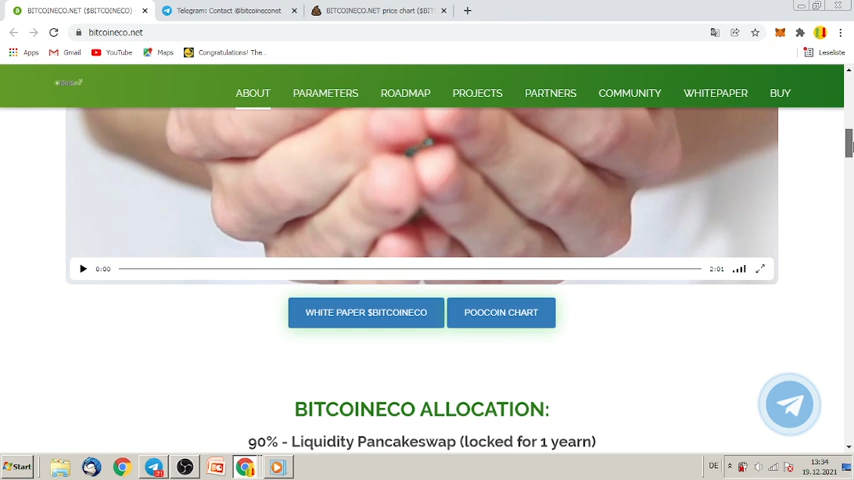 BITCOINECO.NET ($BITCOINECO)
Telegram: Contact @bitcoineconet
BITCOINECO.NET price chart ($BIT
bitcoineco.net
Apps
Gmail
YouTube
Maps
Congratulations! The...
Leseliste
ABOUT
PARAMETERS
ROADMAP
PROJECTS
PARTNERS
COMMUNITY
WHITEPAPER
BUY
0:00
2:01
WHITE PAPER $BITCOINECO
POOCOIN CHART
BITCOINECO ALLOCATION:
90% - Liquidity Pancakeswap (locked for 1 yearn)
Start
DE
13:34
19.12.2021